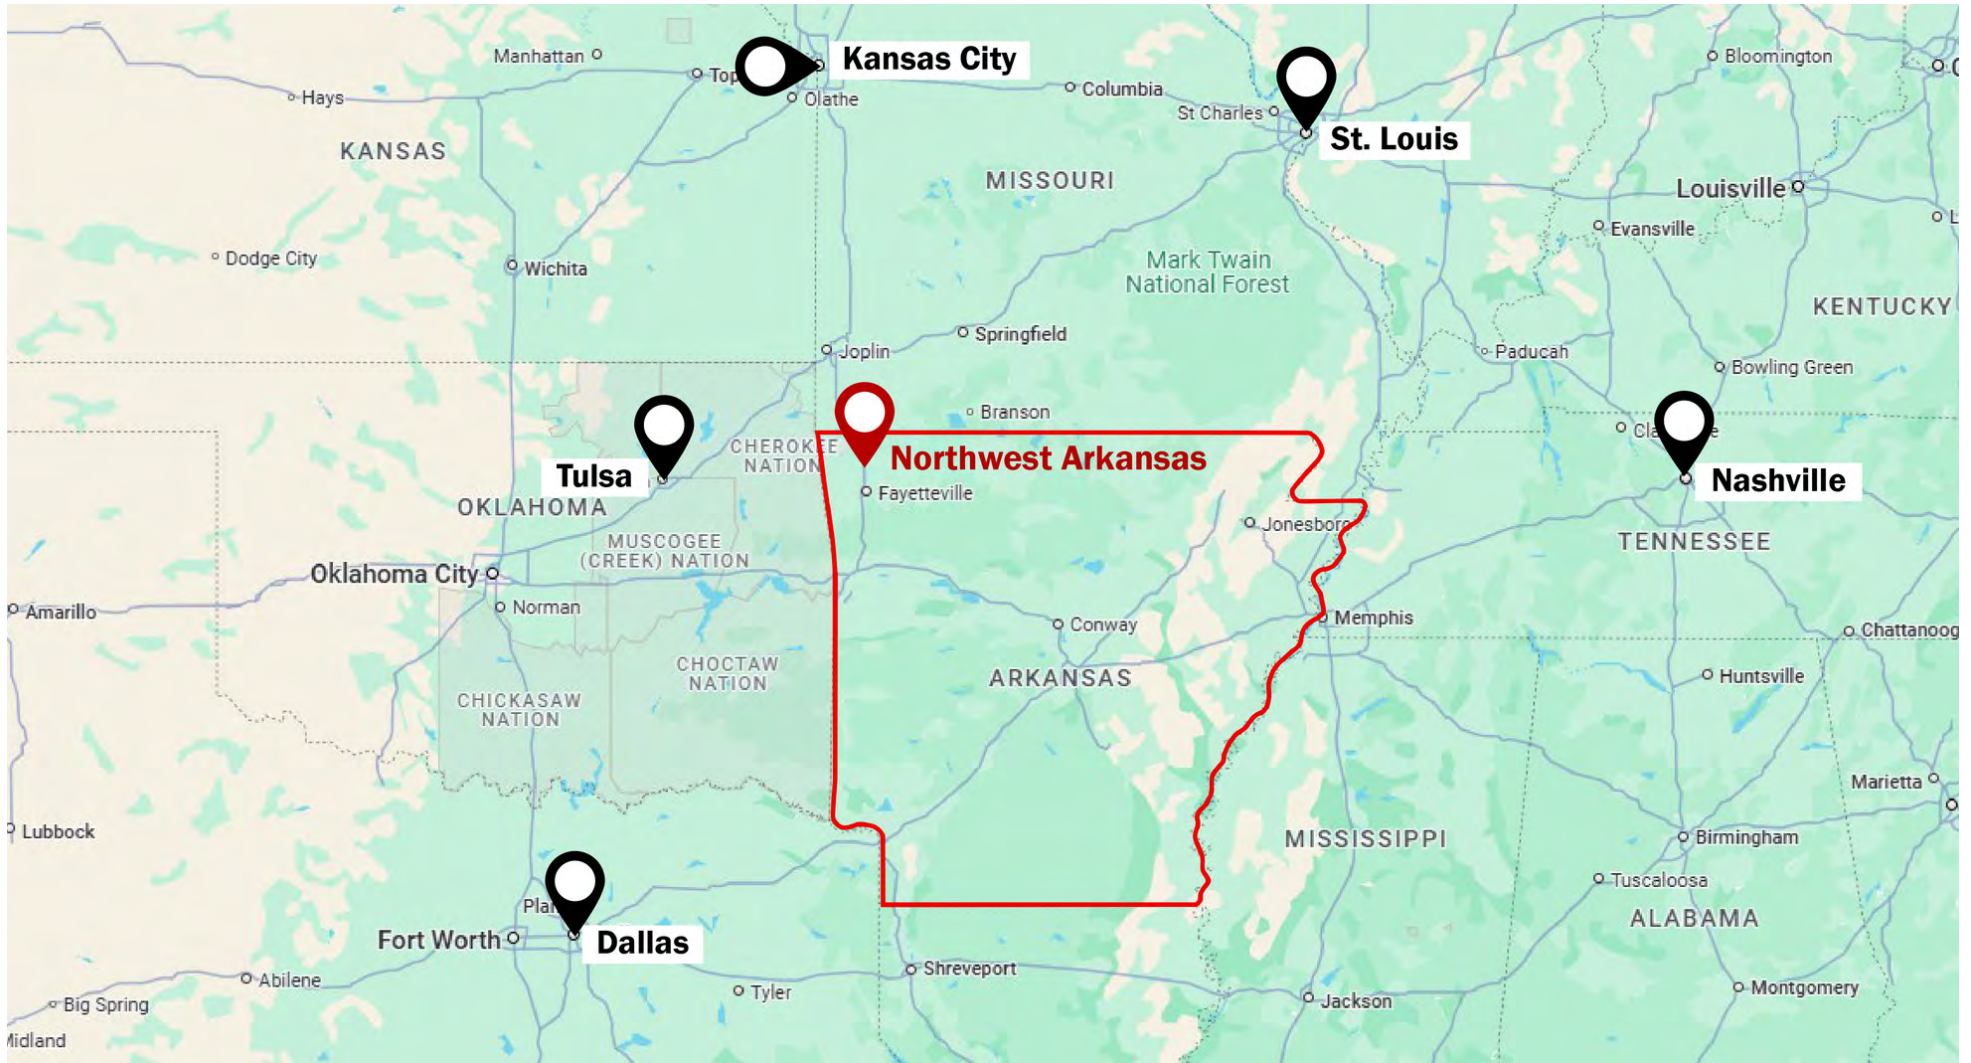 Manhattan
Kansas City
Bloomington
Hays
Olathe
Columbia
St Charles
St. Louis
KANSAS
MISSOURI
Louisville
Evansville
Dodge City
Wichita
Mark Twain
National Forest
KENTUCKY
Springfield
Joplin
Paducah
Bowling Green
Branson
CHEROKEE
NATION
Northwest Arkansas
Tulsa
Nashville
Fayetteville
OKLAHOMA
Jonesboro
MUSCOGEE
(CREEK) NATION
TENNESSEE
Oklahoma City
Norman
Amarillo
Conway
Memphis
Chattanoog
CHOCTAW
NATION
ARKANSAS
Huntsville
CHICKASAW
NATION
Marietta
Lubbock
MISSISSIPPI
Birmingham
Tuscaloosa
Plan
ALABAMA
Fort Worth
Dallas
Shreveport
Abilene
Tyler
Jackson
Montgomery
Big Spring
Midland